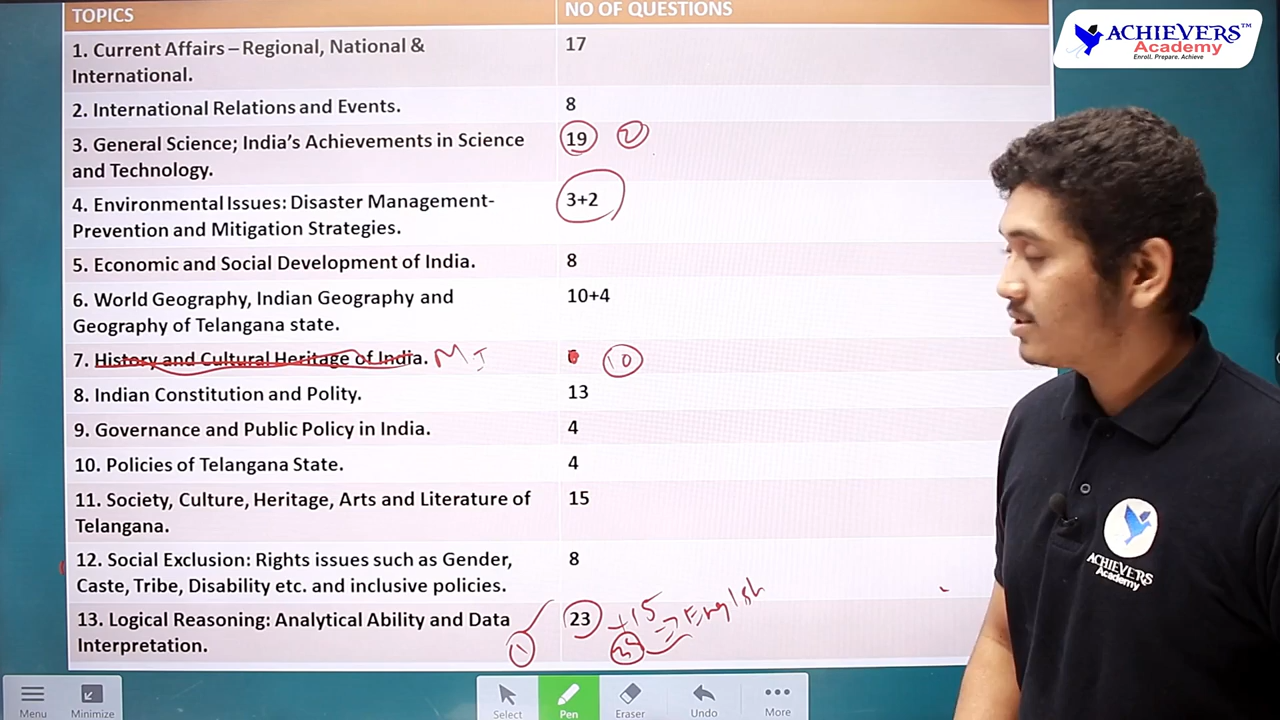 TOPICS NO OF QUESTIONS
ACHIEVERS™
Academy
Enroll. Prepare. Achieve
1. Current Affairs – Regional, National & 17
International.
2. International Relations and Events. 8
3. General Science; India's Achievements in Science 19
and Technology.
4. Environmental Issues: Disaster Management- 3+2
Prevention and Mitigation Strategies.
5. Economic and Social Development of India. 8
6. World Geography, Indian Geography and 10+4
Geography of Telangana state.
7. History and Cultural Heritage of India. M I 10
8. Indian Constitution and Polity. 13
9. Governance and Public Policy in India. 4
10. Policies of Telangana State. 4
11. Society, Culture, Heritage, Arts and Literature of 15
Telangana.
12. Social Exclusion: Rights issues such as Gender, 8
Caste, Tribe, Disability etc. and inclusive policies.
13. Logical Reasoning: Analytical Ability and Data 23 +15 => English
Interpretation. 1
ACHIEVERS
Academy
Menu Minimize Select Pen Eraser Undo More